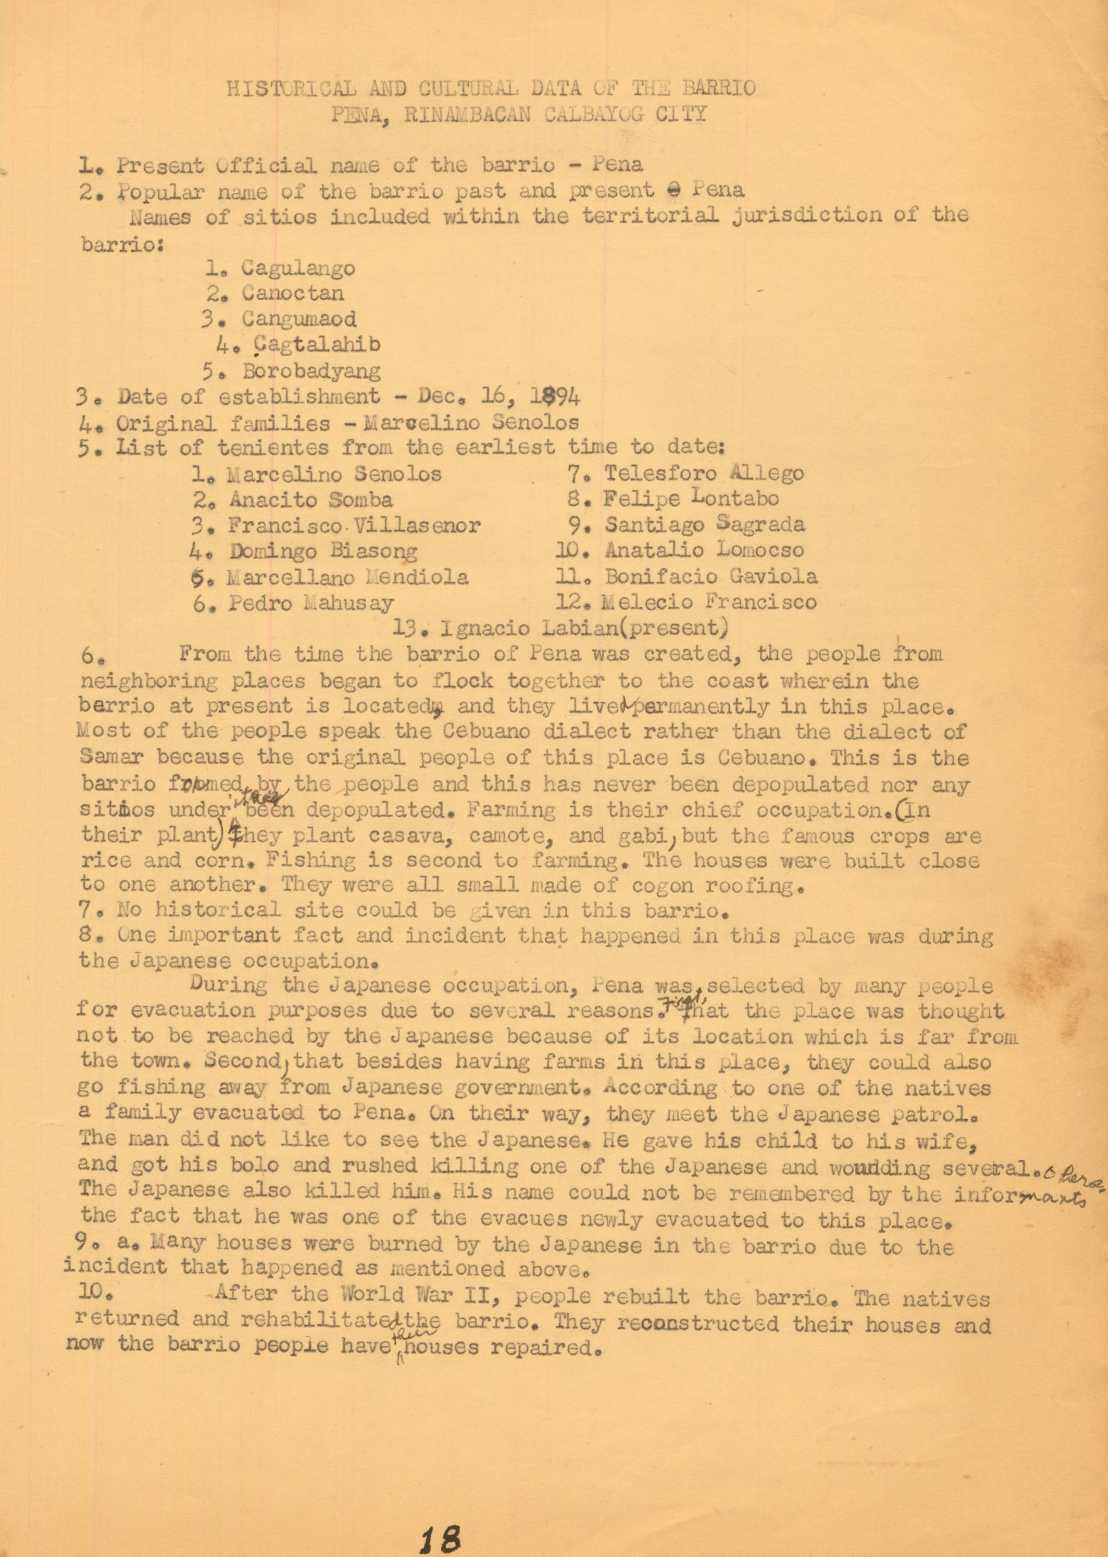 HISTORICAL AND CULTURAL DATA OF THE BARRIO
PENA, RINAMBACAN CALBAYOG CITY
1. Present Official name of the barrio - Pena
2. Popular name of the barrio past and present - Pena
Names of sitios included within the territorial jurisdiction of the
barrio:
1. Cagulango
2. Canoctan
3. Cangumaod
4. Cagtalahib
5. Borobadyang
3. Date of establishment - Dec. 16, 1894
4. Original families - Marcelino Senolos
5. List of tenientes from the earliest time to date:
1. Marcelino Senolos 7. Telesforo Allego
2. Anacito Somba 8. Felipe Lontabo
3. Francisco Villasenor 9. Santiago Sagrada
4. Domingo Biasong 10. Anatalio Lomocso
5. Marcellano Mendiola 11. Bonifacio Gaviola
6. Pedro Mahusay 12. Melecio Francisco
13. Ignacio Labian(present)
6. From the time the barrio of Pena was created, the people from
neighboring places began to flock together to the coast wherein the
barrio at present is located, and they lived permanently in this place.
Most of the people speak the Cebuano dialect rather than the dialect of
Samar because the original people of this place is Cebuano. This is the
barrio formed by the people and this has never been depopulated nor any
sitios under been depopulated. Farming is their chief occupation.(In
their plant) they plant casava, camote, and gabi, but the famous crops are
rice and corn. Fishing is second to farming. The houses were built close
to one another. They were all small made of cogon roofing.
7. No historical site could be given in this barrio.
8. One important fact and incident that happened in this place was during
the Japanese occupation.
During the Japanese occupation, Pena was selected by many people
for evacuation purposes due to several reasons. First, that the place was thought
not to be reached by the Japanese because of its location which is far from
the town. Second, that besides having farms in this place, they could also
go fishing away from Japanese government. According to one of the natives
a family evacuated to Pena. On their way, they meet the Japanese patrol.
The man did not like to see the Japanese. He gave his child to his wife,
and got his bolo and rushed killing one of the Japanese and woudding several.
The Japanese also killed him. His name could not be remembered by the informants
the fact that he was one of the evacues newly evacuated to this place.
9. a. Many houses were burned by the Japanese in the barrio due to the
incident that happened as mentioned above.
10. After the World War II, people rebuilt the barrio. The natives
returned and rehabilitated the barrio. They reconstructed their houses and
now the barrio people have their houses repaired.
18